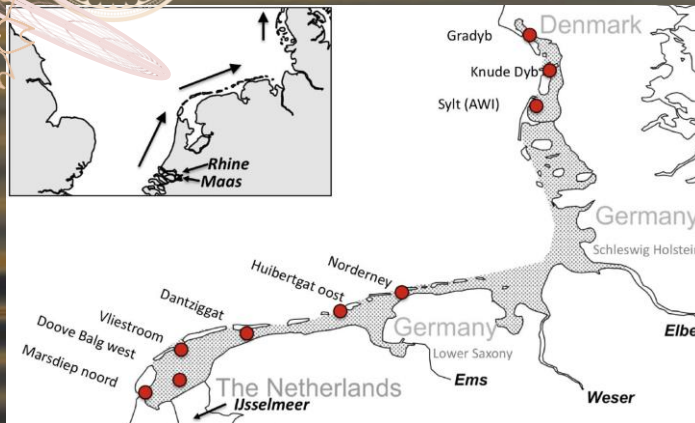 Rhine
Maas
Denmark
Gradyb
Knude Dyb
Sylt (AWI)
Germany
Schleswig Holstein
Elbe
Norderney
Huibertgat oost
Dantziggat
Vliestroom
Doove Balg west
Marsdiep noord
Germany
Lower Saxony
The Netherlands
IJsselmeer
Ems
Weser